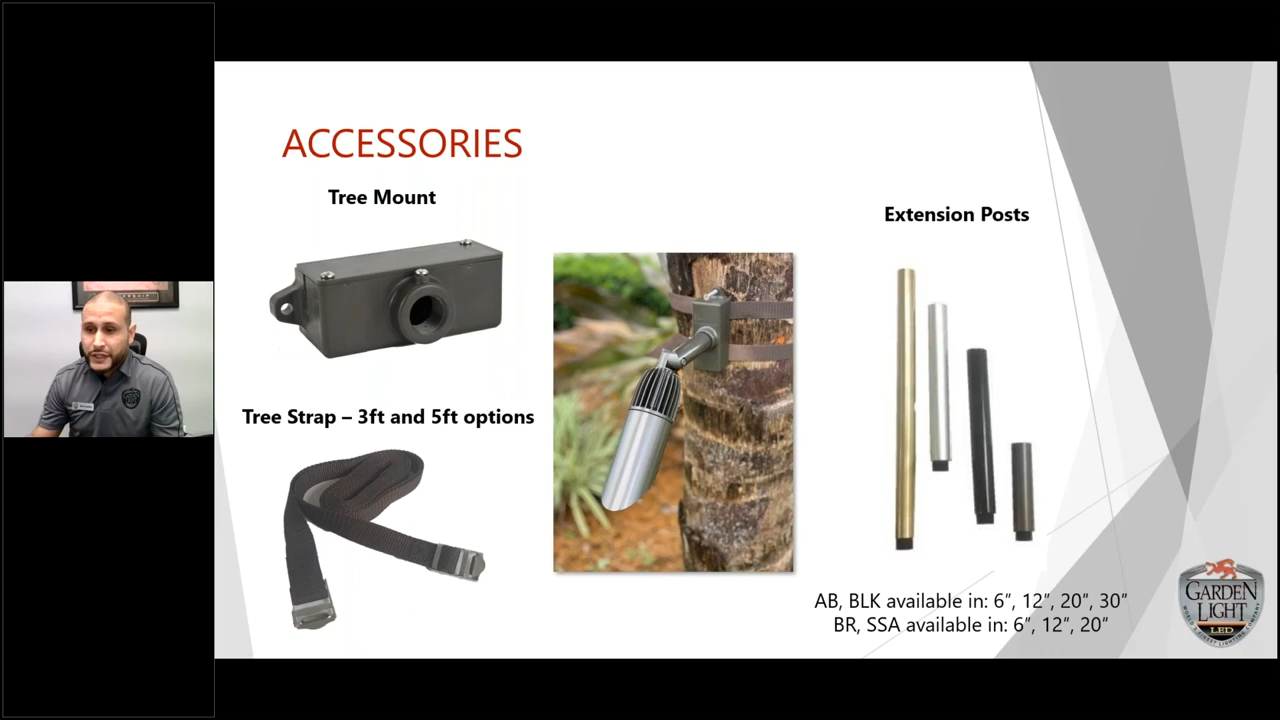 ACCESSORIES
Tree Mount
Extension Posts
Tree Strap – 3ft and 5ft options
AB, BLK available in: 6”, 12”, 20”, 30”
BR, SSA available in: 6”, 12”, 20”
GARDEN
LIGHT
LED